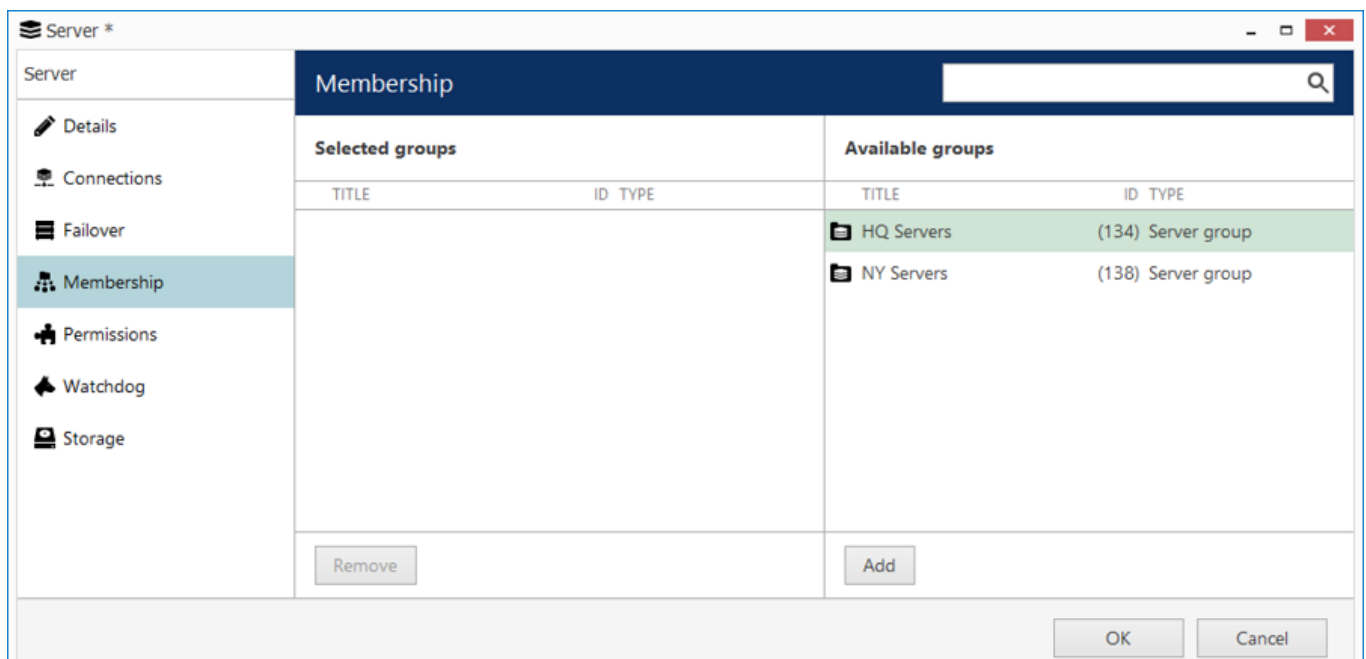 Server *
Server
Membership
Details
Connections
Failover
Membership
Permissions
Watchdog
Storage
Selected groups
TITLE ID TYPE
Available groups
TITLE ID TYPE
HQ Servers (134) Server group
NY Servers (138) Server group
Remove
Add
OK
Cancel